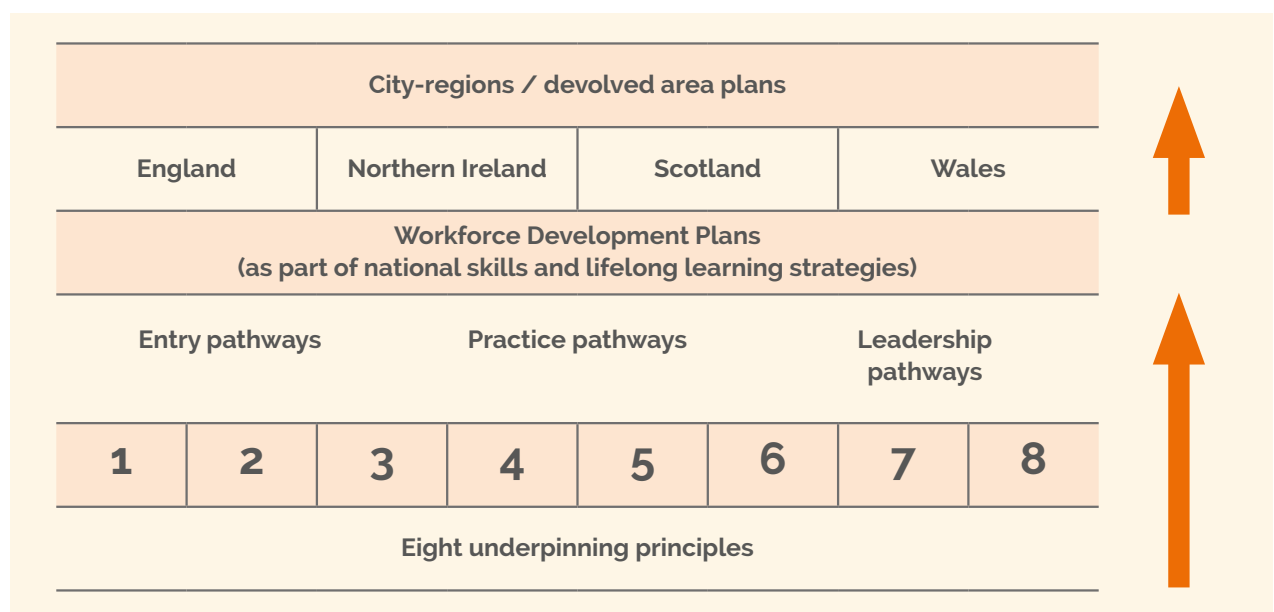 City-regions / devolved area plans
England
Northern Ireland
Scotland
Wales
Workforce Development Plans
(as part of national skills and lifelong learning strategies)
Entry pathways
Practice pathways
Leadership
pathways
1
2
3
4
5
6
7
8
Eight underpinning principles